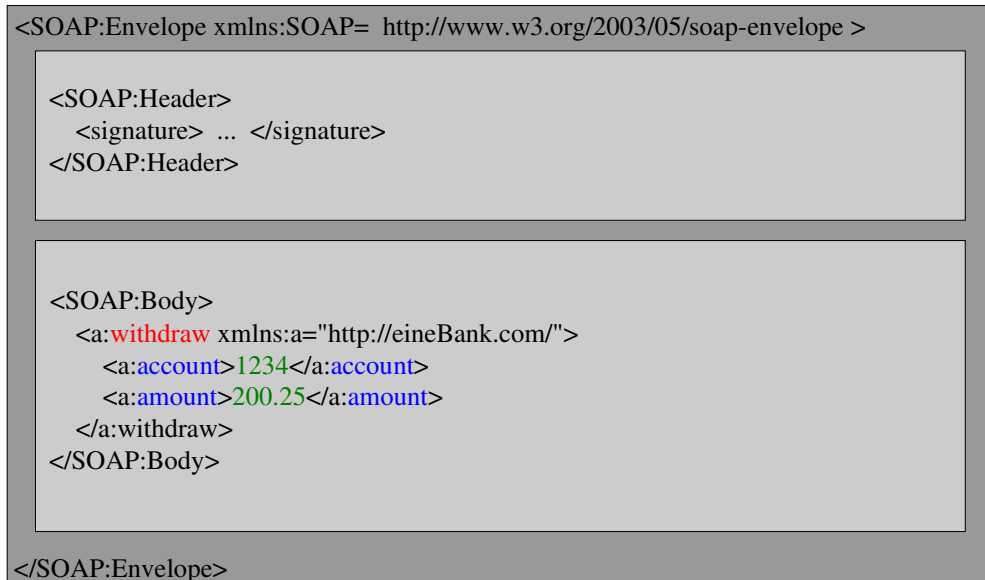 <SOAP:Envelope xmlns:SOAP=  http://www.w3.org/2003/05/soap-envelope >
<SOAP:Header>
<signature>  ...  </signature>
</SOAP:Header>
<SOAP:Body>
<a:withdraw xmlns:a="http://eineBank.com/">
<a:account>1234</a:account>
<a:amount>200.25</a:amount>
</a:withdraw>
</SOAP:Body>
</SOAP:Envelope>